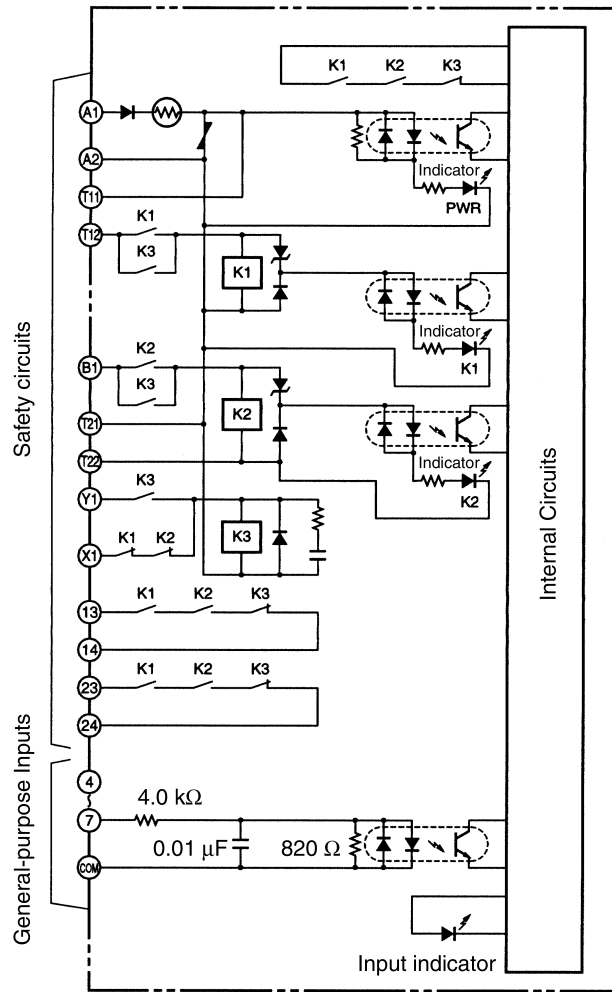 K1 K2 K3
A1
A2
Indicator
T11
PWR
K1
T12
K3
K1
Indicator
K1
K2
B1
K3
K2
T21
Indicator
T22
K2
K3
Y1
K3
K1 K2
X1
K1 K2 K3
13
14
K1 K2 K3
23
24
4
4.0 kΩ
7
0.01 μF
820 Ω
COM
Input indicator
Safety circuits
General-purpose Inputs
Internal Circuits